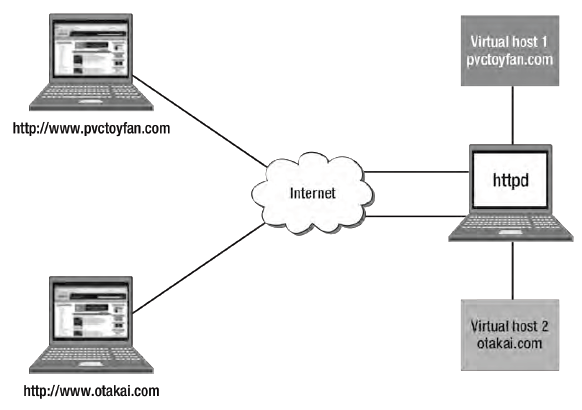 Virtual host 1
pvctoyfan.com
http://www.pvctoyfan.com
httpd
Internet
Virtual host 2
otakai.com
http://www.otakai.com